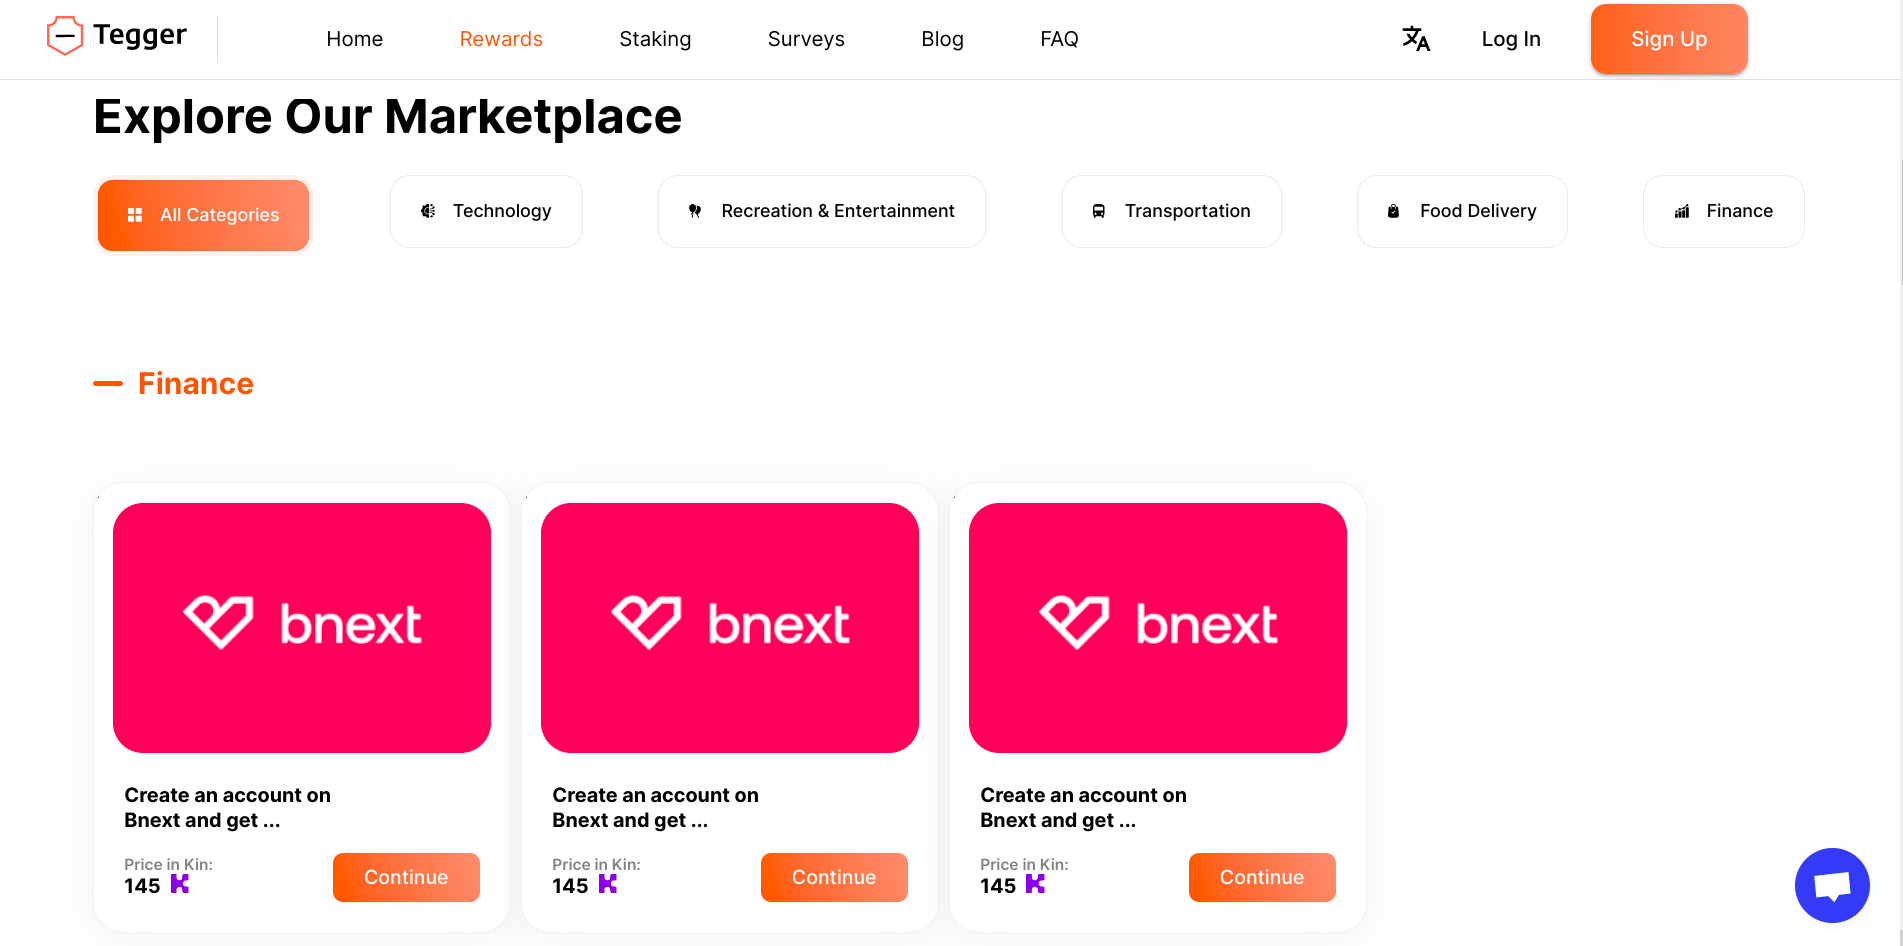 Tegger
Home
Rewards
Staking
Surveys
Blog
FAQ
Log In
Sign Up
Explore Our Marketplace
All Categories
Technology
Recreation & Entertainment
Transportation
Food Delivery
Finance
Finance
bnext
Create an account on
Bnext and get ...
Price in Kin:
145
Continue
bnext
Create an account on
Bnext and get ...
Price in Kin:
145
Continue
bnext
Create an account on
Bnext and get ...
Price in Kin:
145
Continue